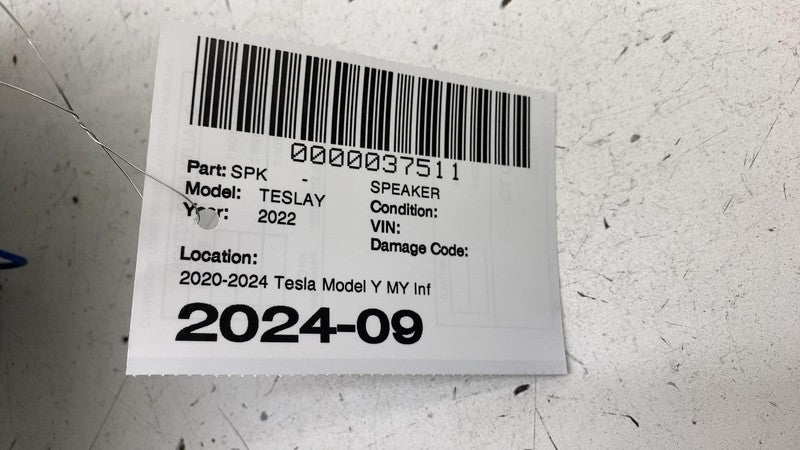 0000037511
Part: SPK - SPEAKER
Model: TESLAY Condition:
Year: 2022 VIN:
Damage Code:
Location:
2020-2024 Tesla Model Y MY Inf
2024-09